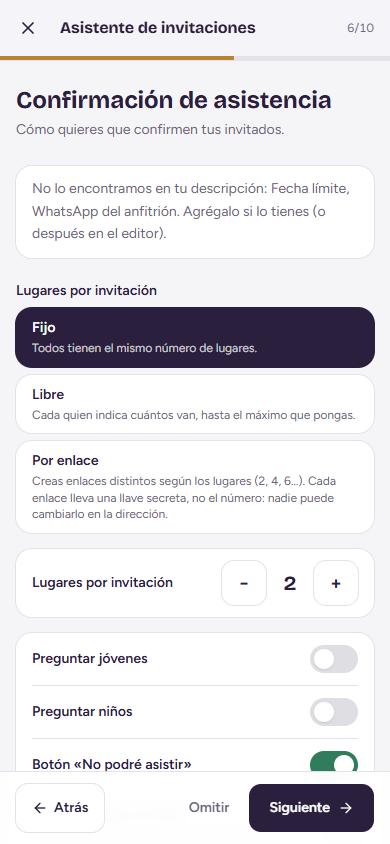 Asistente de invitaciones
6/10
Confirmación de asistencia
Cómo quieres que confirmen tus invitados.
No lo encontramos en tu descripción: Fecha límite,
WhatsApp del anfitrión. Agrégalo si lo tienes (o
después en el editor).
Lugares por invitación
Fijo
Todos tienen el mismo número de lugares.
Libre
Cada quien indica cuántos van, hasta el máximo que pongas.
Por enlace
Creas enlaces distintos según los lugares (2, 4, 6…). Cada
enlace lleva una llave secreta, no el número: nadie puede
cambiarlo en la dirección.
Lugares por invitación
- 2 +
Preguntar jóvenes
Preguntar niños
Botón «No podré asistir»
← Atrás
Omitir
Siguiente →